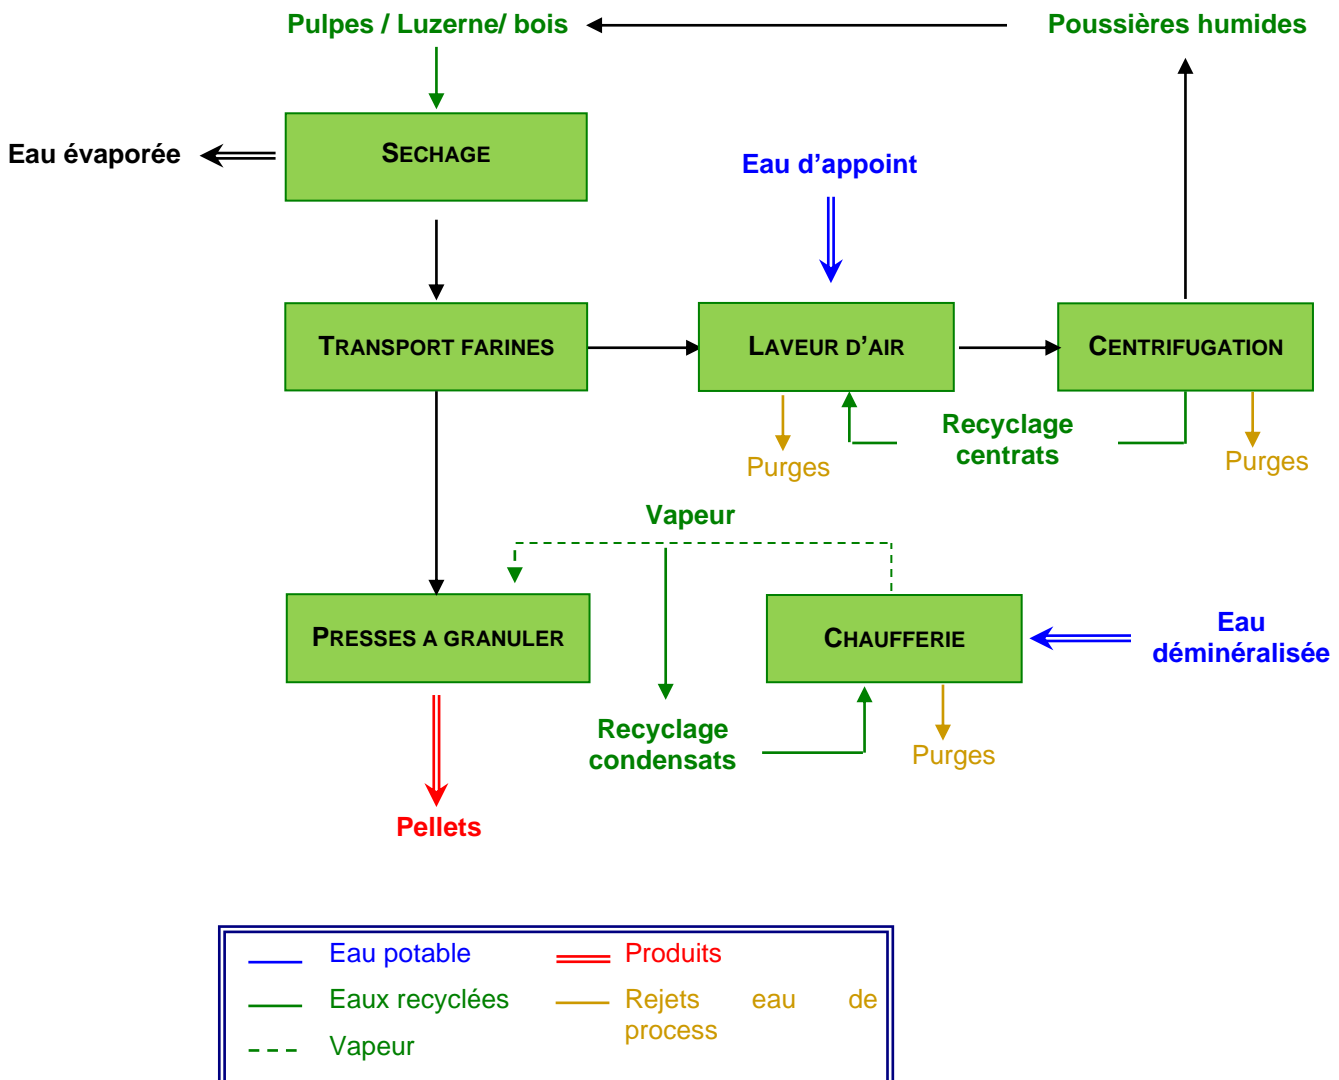 Pulpes / Luzerne/ bois
Poussières humides
Eau évaporée
SECHAGE
Eau d'appoint
TRANSPORT FARINES
LAVEUR D'AIR
CENTRIFUGATION
Recyclage
centrats
Purges
Purges
Vapeur
PRESSES A GRANULER
CHAUFFERIE
Eau
déminéralisée
Recyclage
condensats
Purges
Pellets
Eau potable
Produits
Eaux recyclées
Rejets eau de
process
Vapeur